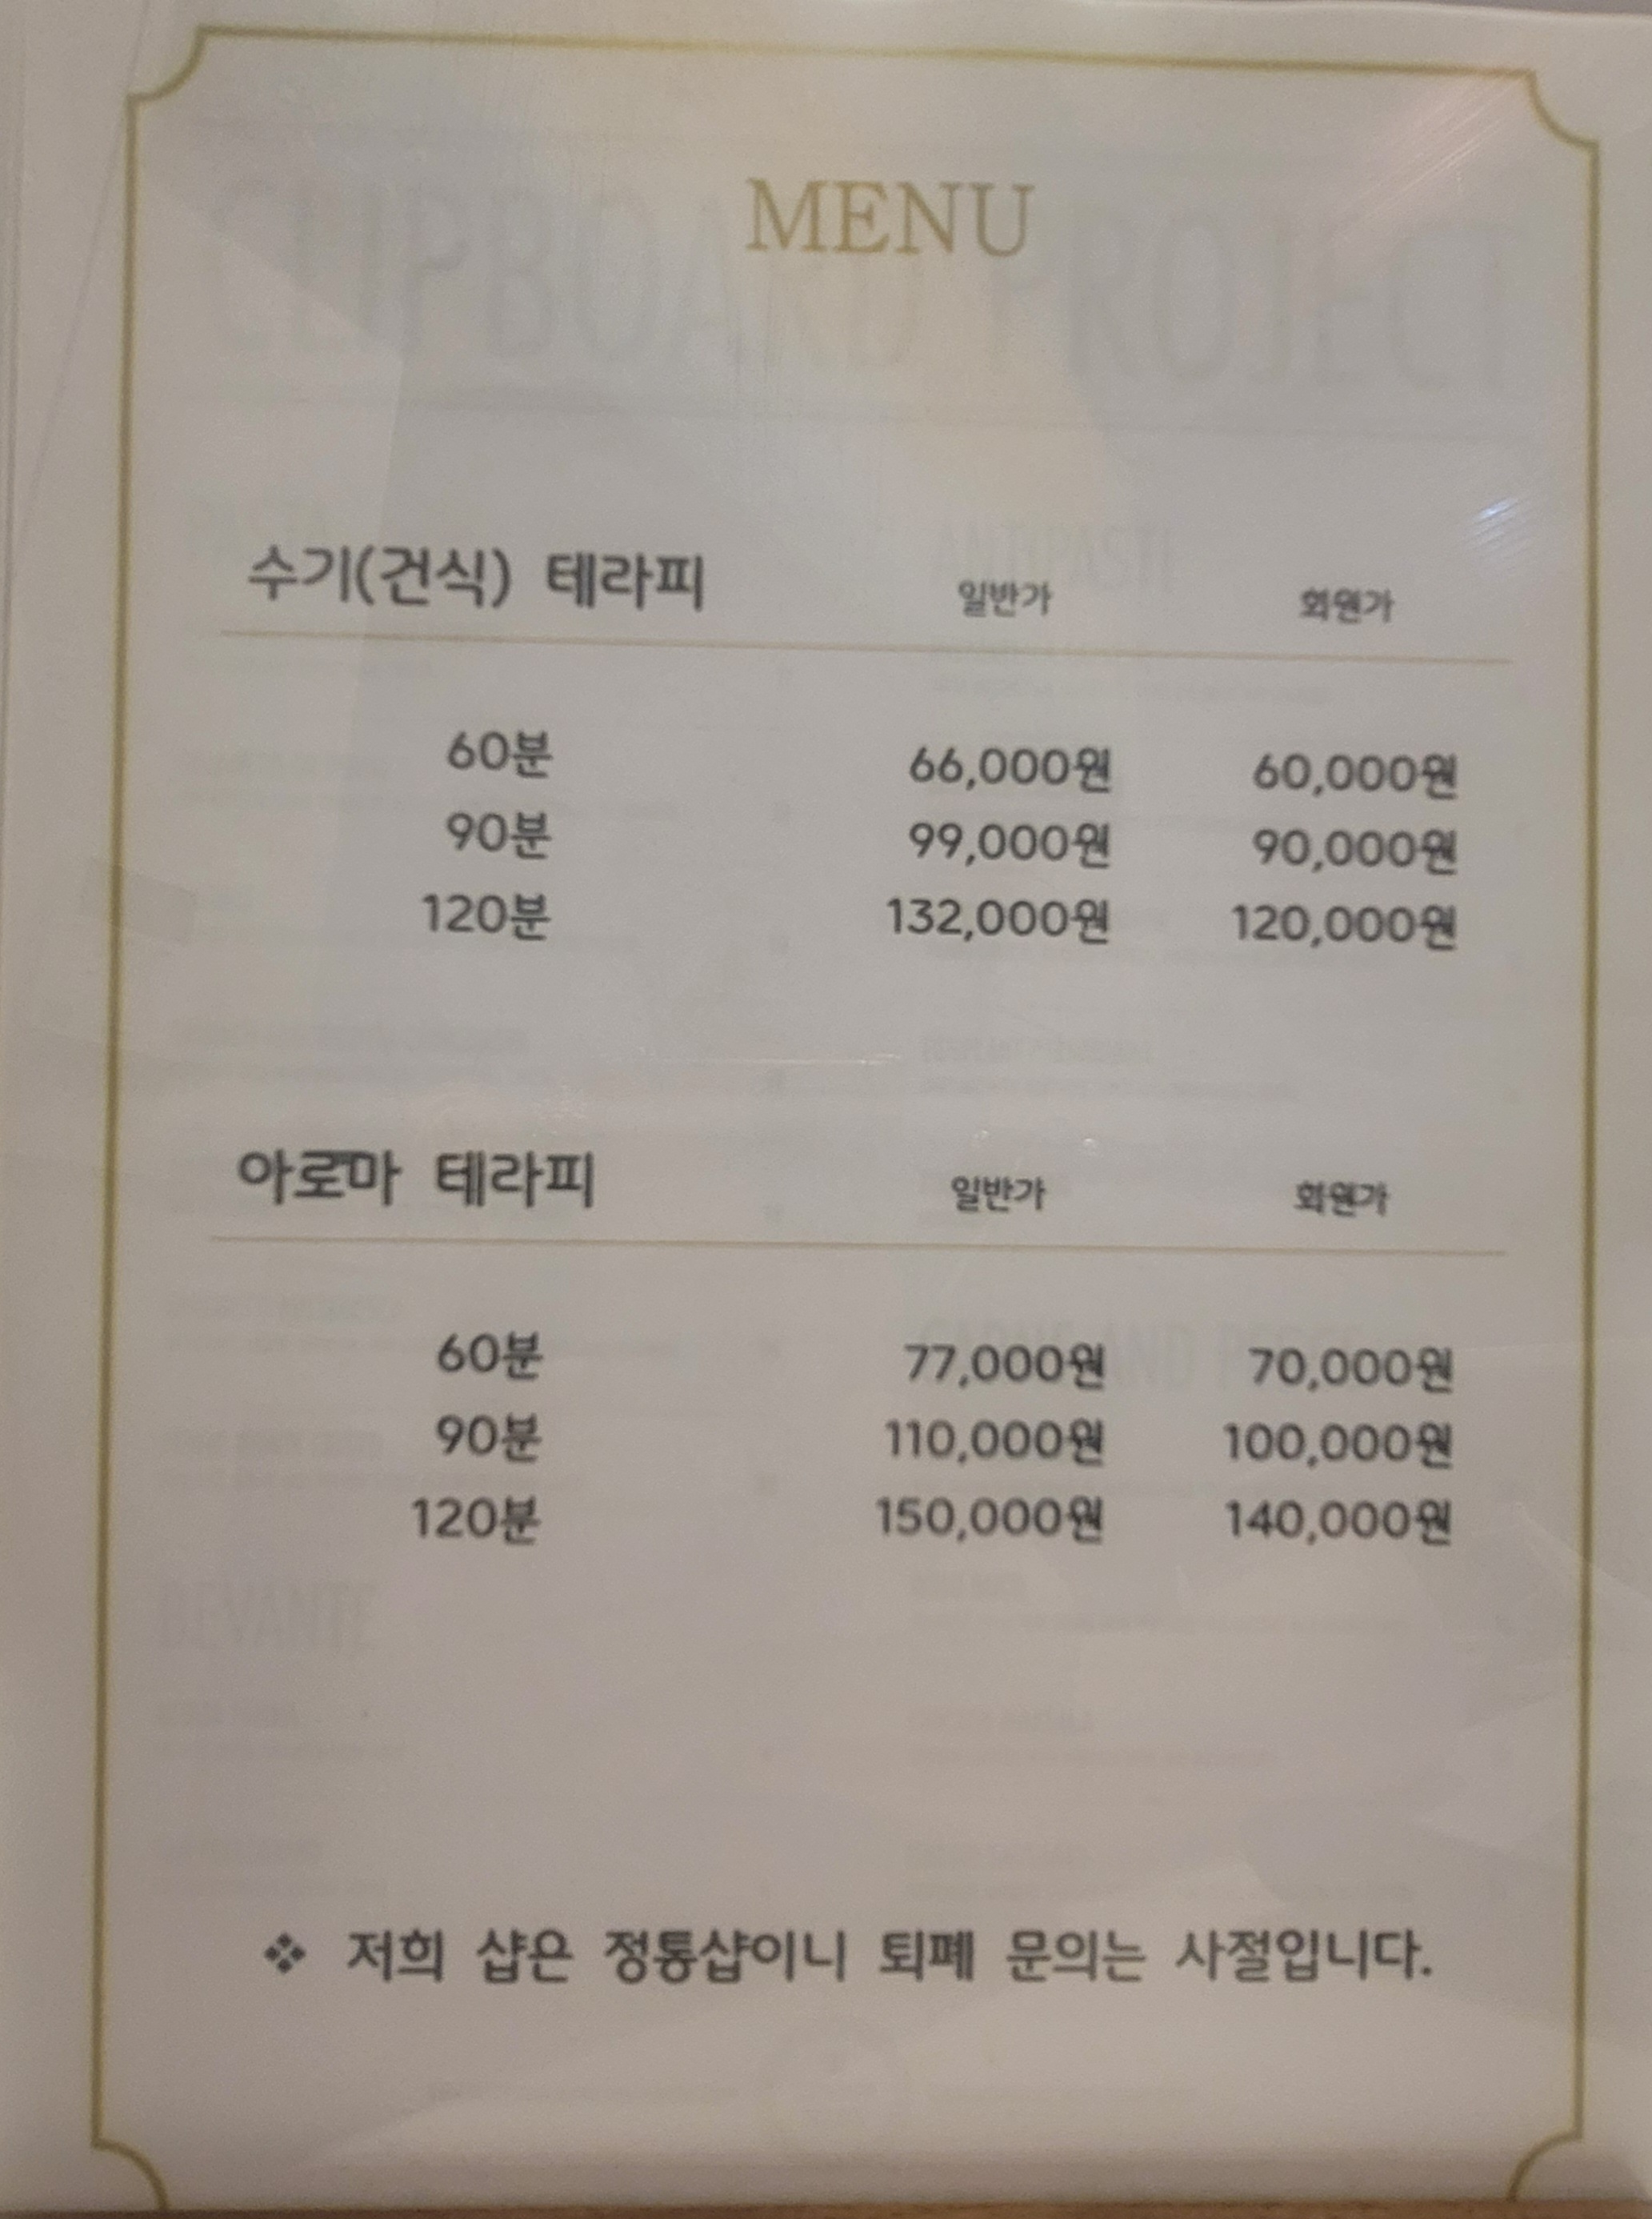 MENU
CLIPBOARD PROJECT
수기(건식) 테라피 일반가 회원가
60분 66,000원 60,000원
90분 99,000원 90,000원
120분 132,000원 120,000원
아로마 테라피 일반가 회원가
60분 77,000원 70,000원
90분 110,000원 100,000원
120분 150,000원 140,000원
BEVANTE
❖ 저희 샵은 정통샵이니 퇴폐 문의는 사절입니다.